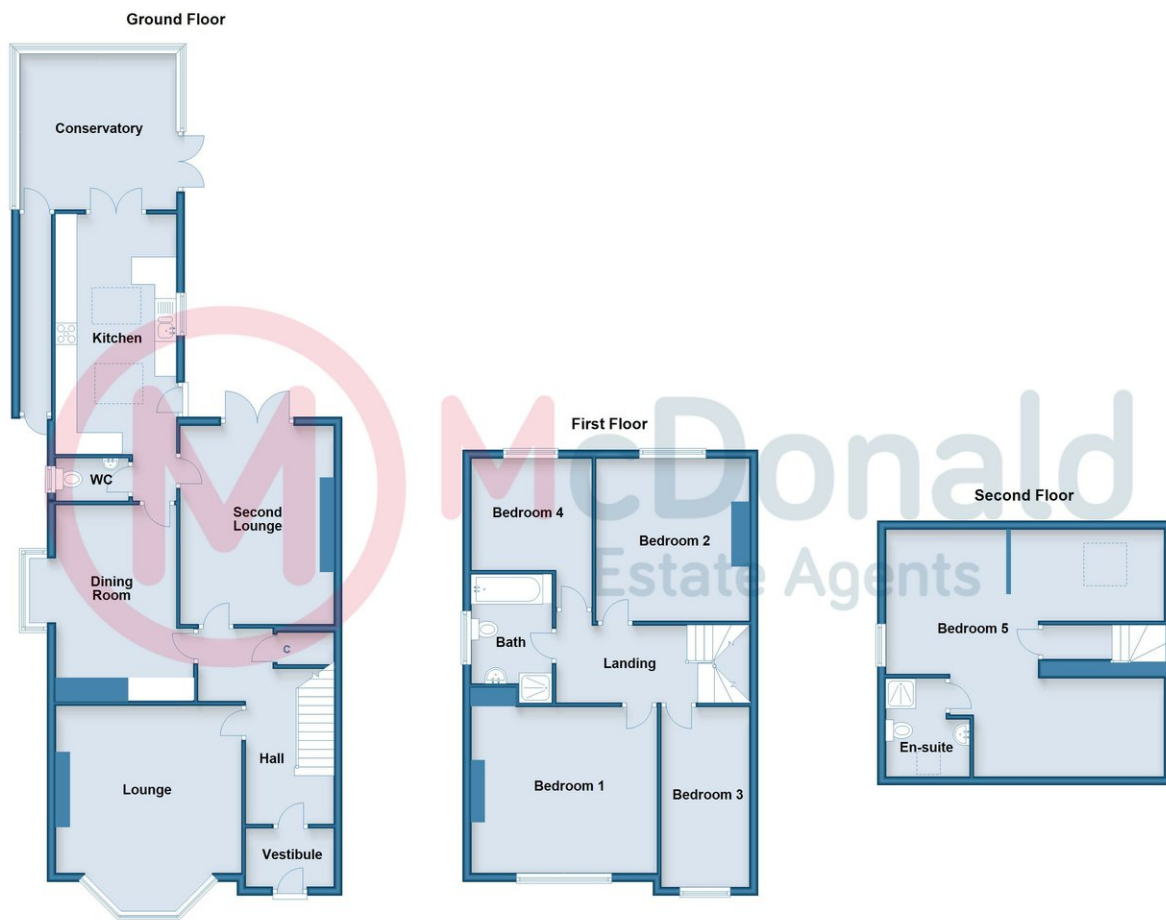 Ground Floor
Conservatory
Kitchen
WC
Second
Lounge
Dining
Room
C
Hall
Lounge
Vestibule
McDonald
Estate Agents
First Floor
Bedroom 4
Bedroom 2
Bath
Landing
Bedroom 1
Bedroom 3
Second Floor
Bedroom 5
En-suite